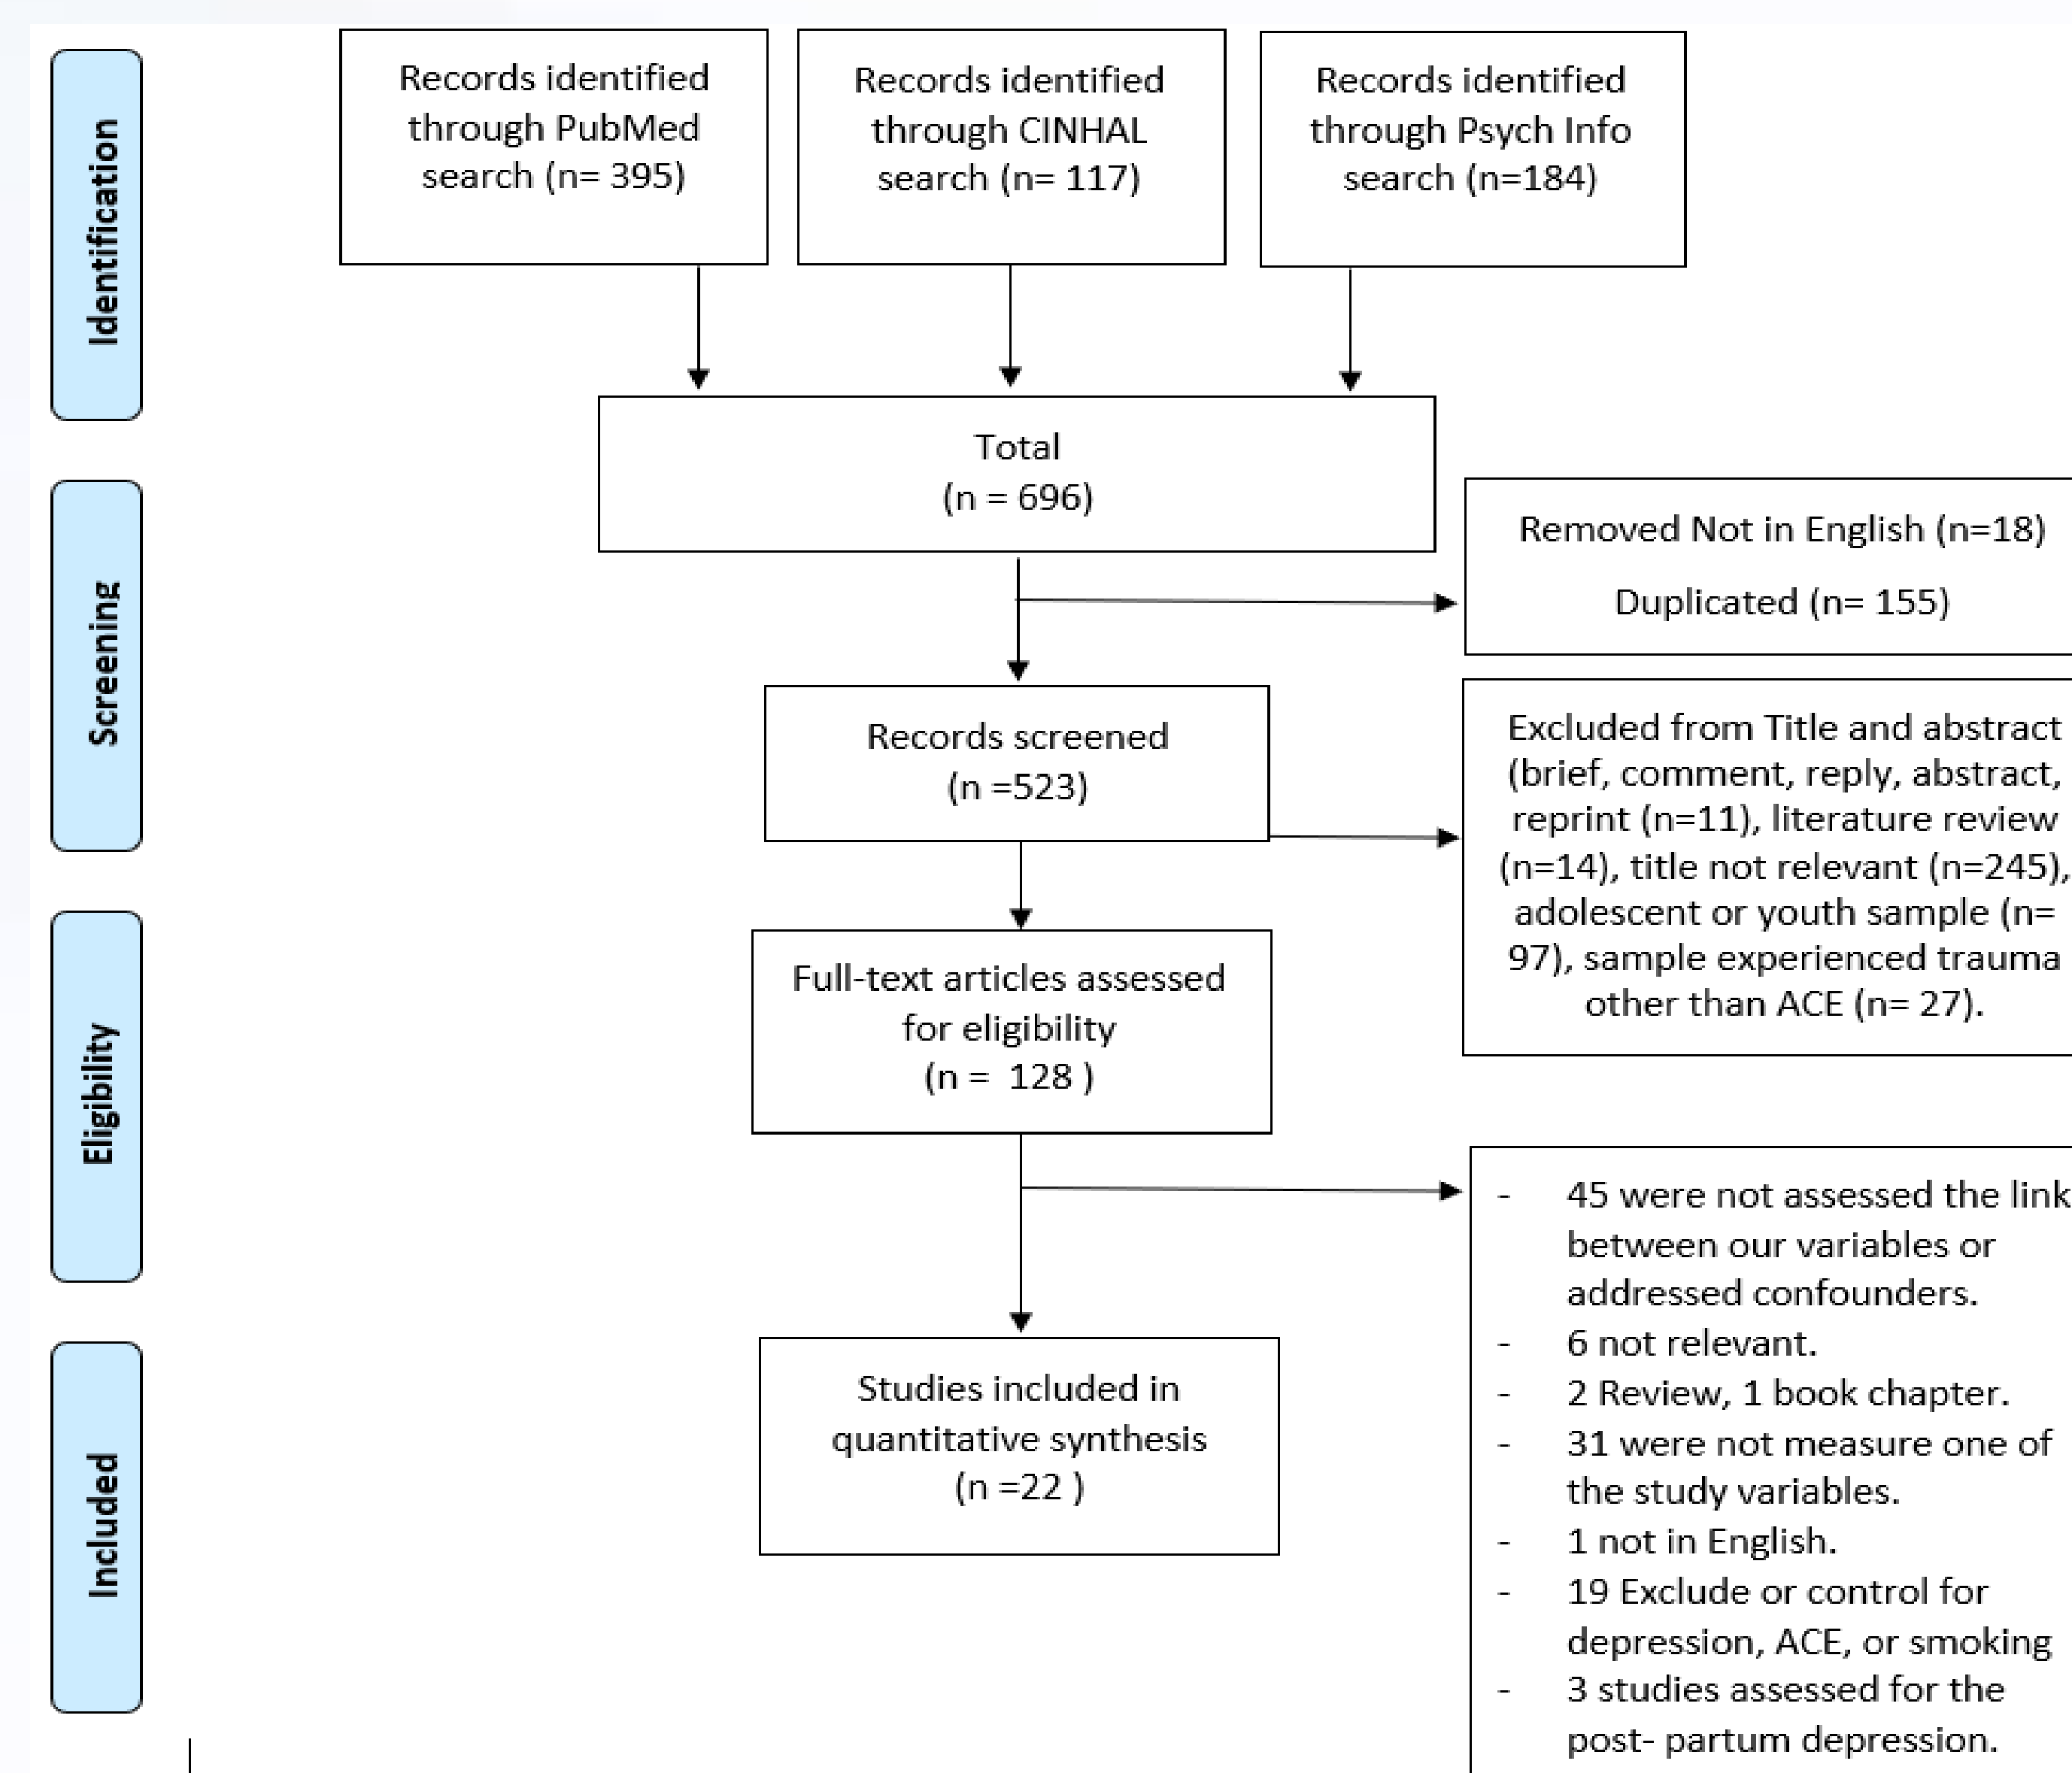 Identification
Records identified
through PubMed
search (n= 395)
Records identified
through CINHAL
search (n= 117)
Records identified
through Psych Info
search (n=184)
Total
(n = 696)
Screening
Removed Not in English (n=18)
Duplicated (n= 155)
Records screened
(n =523)
Excluded from Title and abstract
(brief, comment, reply, abstract,
reprint (n=11), literature review
(n=14), title not relevant (n=245),
adolescent or youth sample (n=
97), sample experienced trauma
other than ACE (n= 27).
Eligibility
Full-text articles assessed
for eligibility
(n = 128 )
- 45 were not assessed the link
between our variables or
addressed confounders.
- 6 not relevant.
- 2 Review, 1 book chapter.
- 31 were not measure one of
the study variables.
- 1 not in English.
- 19 Exclude or control for
depression, ACE, or smoking
- 3 studies assessed for the
post- partum depression.
Included
Studies included in
quantitative synthesis
(n =22 )